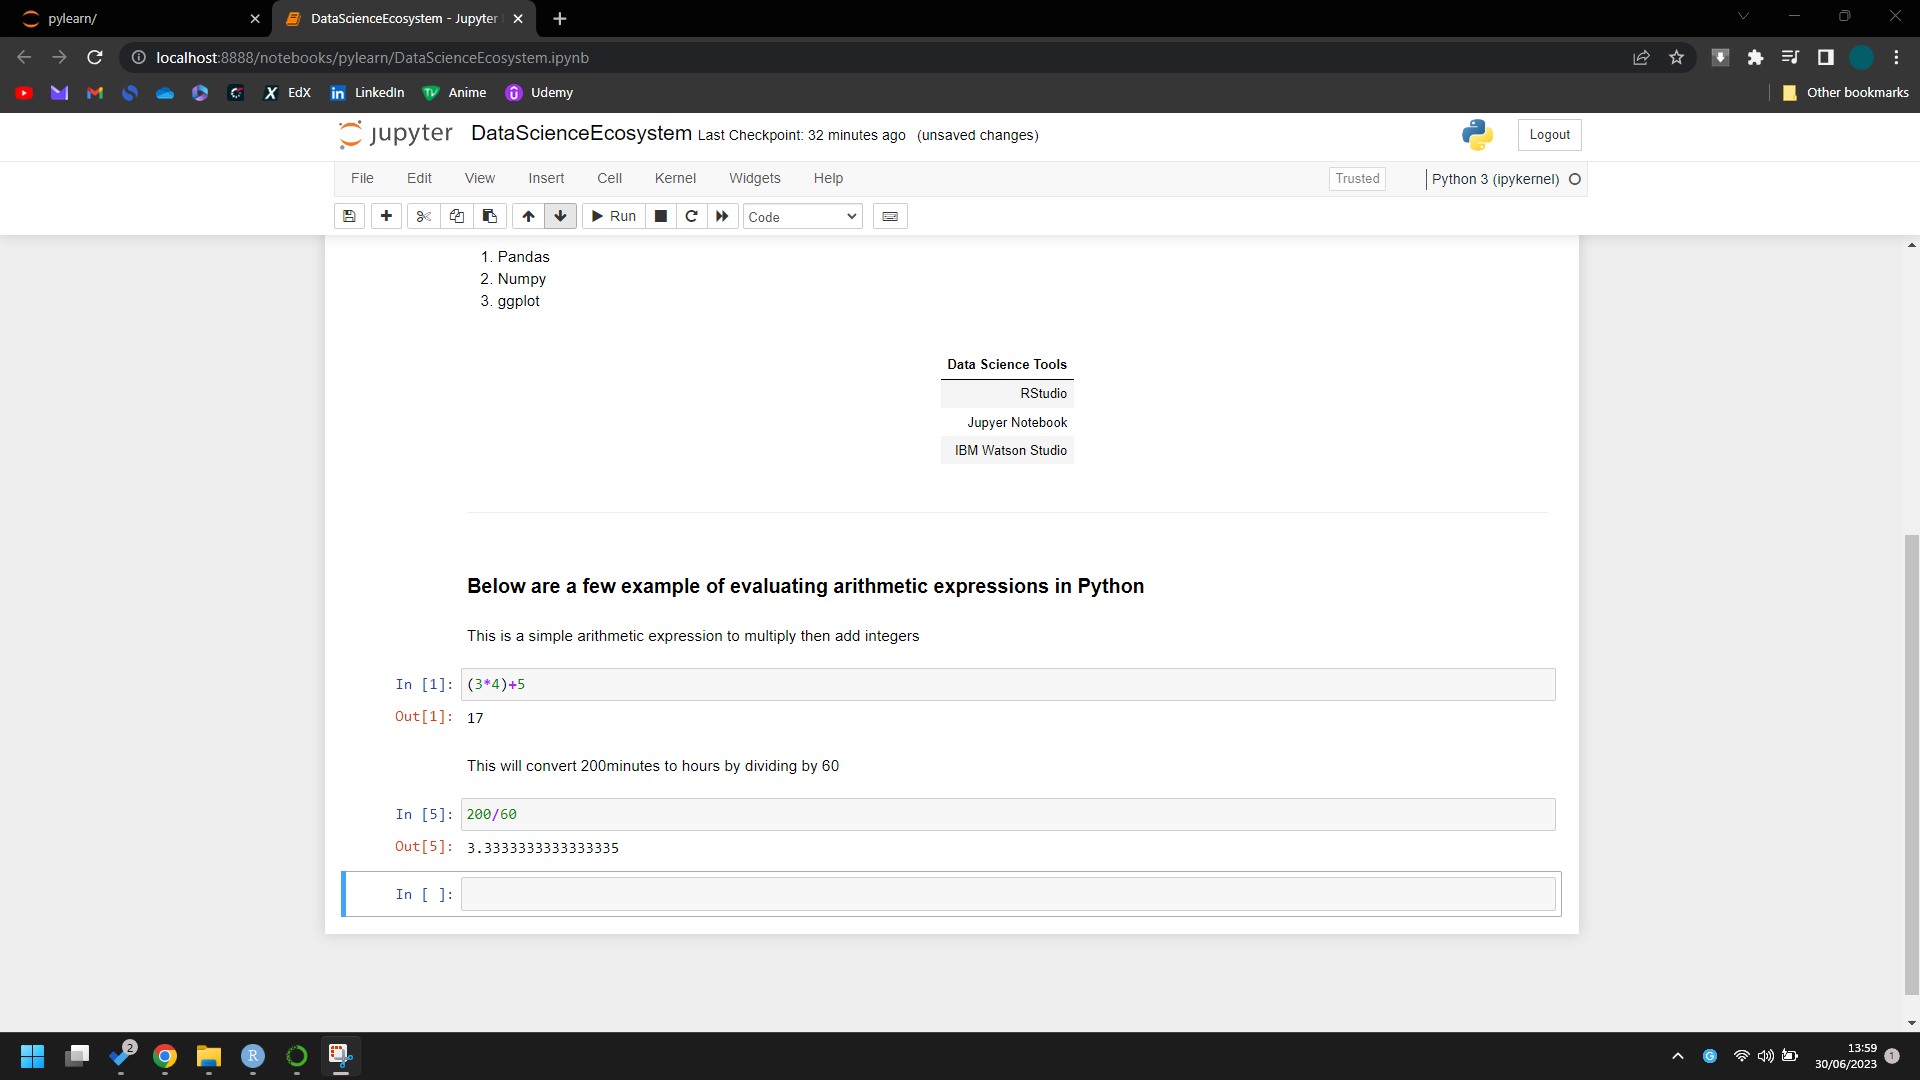 pylearn/
DataScienceEcosystem - Jupyter
localhost:8888/notebooks/pylearn/DataScienceEcosystem.ipynb
EdX LinkedIn Anime Udemy Other bookmarks
jupyter DataScienceEcosystem Last Checkpoint: 32 minutes ago (unsaved changes) Logout
File Edit View Insert Cell Kernel Widgets Help Trusted Python 3 (ipykernel)
Run Code
1. Pandas
2. Numpy
3. ggplot
Data Science Tools
RStudio
Jupyer Notebook
IBM Watson Studio
Below are a few example of evaluating arithmetic expressions in Python
This is a simple arithmetic expression to multiply then add integers
In [1]: (3*4)+5
Out[1]: 17
This will convert 200minutes to hours by dividing by 60
In [5]: 200/60
Out[5]: 3.3333333333333335
In [ ]:
2
R
G
13:59
30/06/2023
1